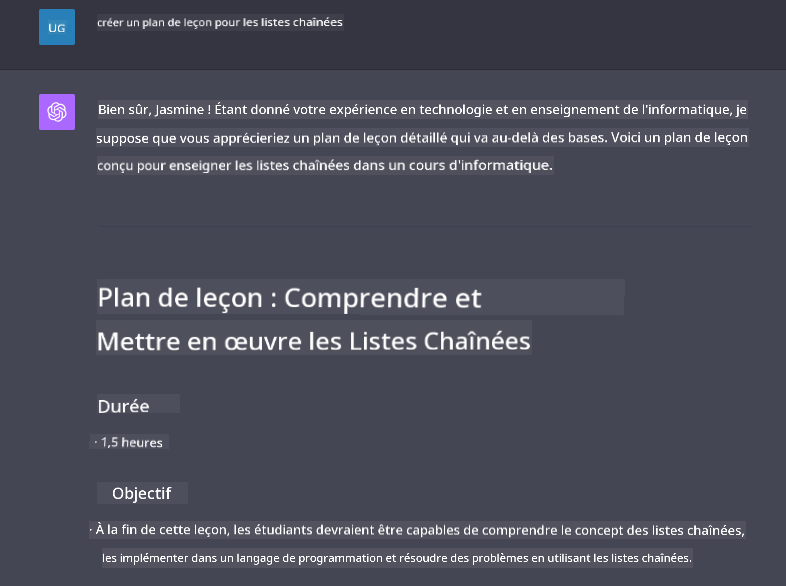 UG
créer un plan de leçon pour les listes chaînées
Bien sûr, Jasmine ! Étant donné votre expérience en technologie et en enseignement de l'informatique, je
suppose que vous apprécieriez un plan de leçon détaillé qui va au-delà des bases. Voici un plan de leçon
conçu pour enseigner les listes chaînées dans un cours d'informatique.
Plan de leçon : Comprendre et
Mettre en œuvre les Listes Chaînées
Durée
· 1,5 heures
Objectif
· À la fin de cette leçon, les étudiants devraient être capables de comprendre le concept des listes chaînées,
les implémenter dans un langage de programmation et résoudre des problèmes en utilisant les listes chaînées.